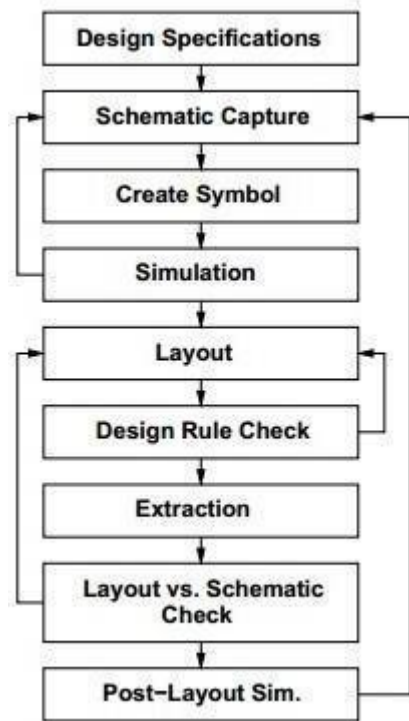 Design Specifications
Schematic Capture
Create Symbol
Simulation
Layout
Design Rule Check
Extraction
Layout vs. Schematic
Check
Post−Layout Sim.